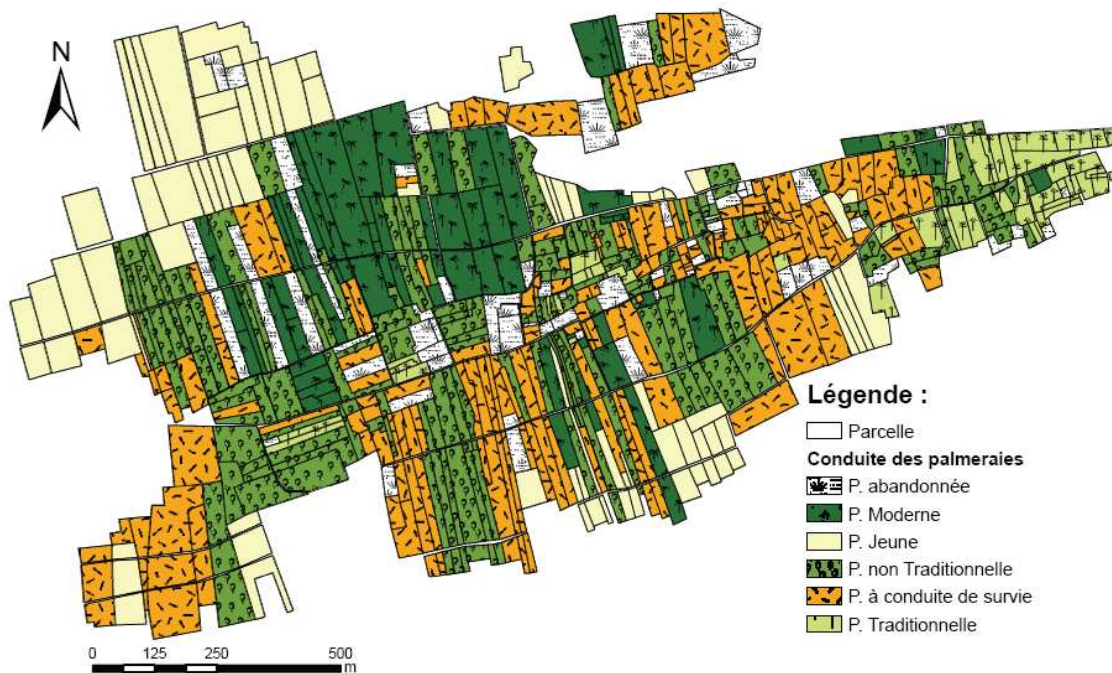 N
Légende :
Parcelle
Conduite des palmeraies
P. abandonnée
P. Moderne
P. Jeune
P. non Traditionnelle
P. à conduite de survie
P. Traditionnelle
0 125 250 500
m